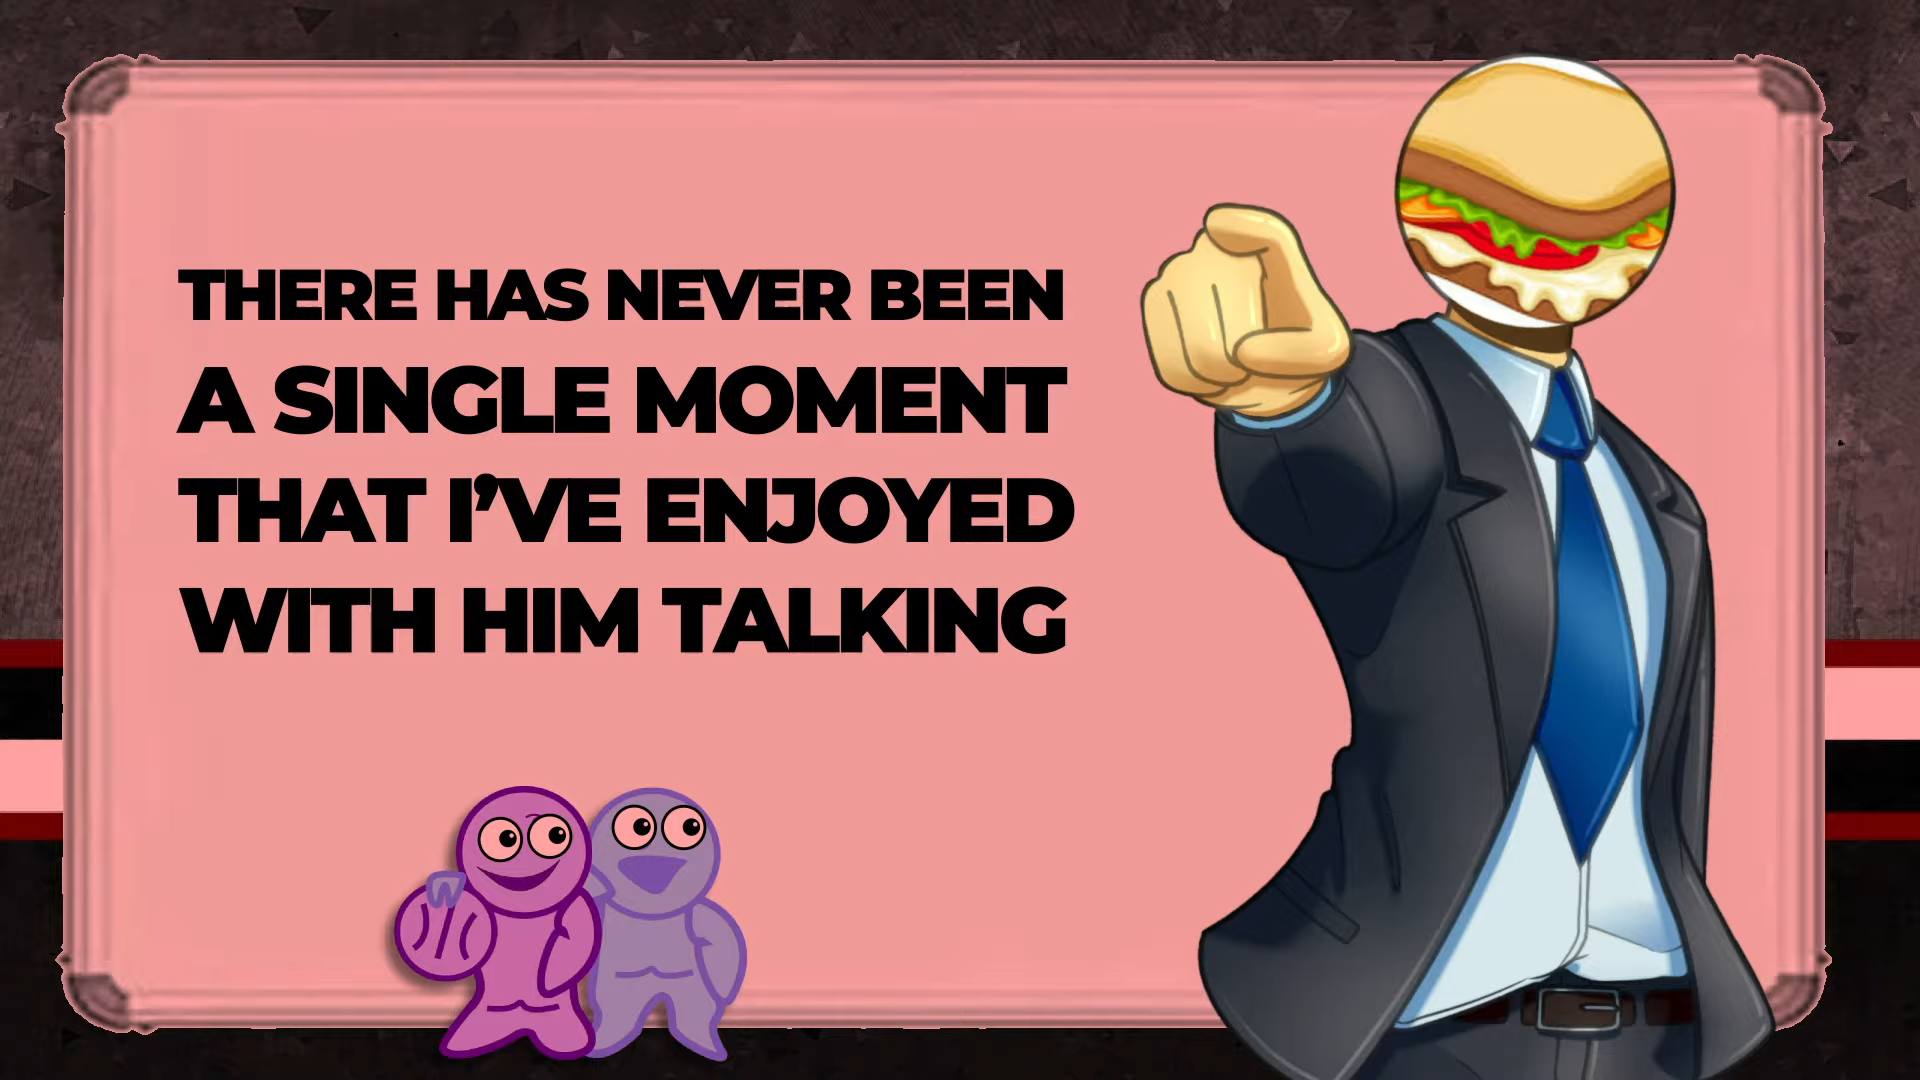 THERE HAS NEVER BEEN
A SINGLE MOMENT
THAT I’VE ENJOYED
WITH HIM TALKING